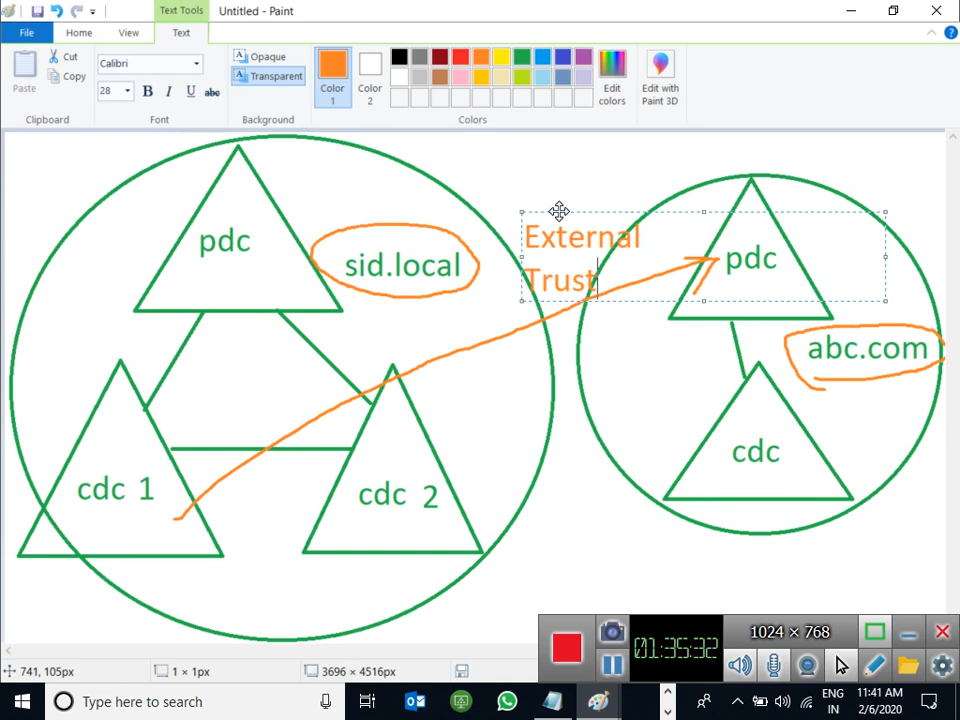 Text Tools
Untitled - Paint
File
Home
View
Text
Paste
Cut
Copy
Clipboard
Calibri
28
B I U abc
Font
A Opaque
A Transparent
Background
Color 1
Color 2
Edit colors
Edit with Paint 3D
Colors
pdc
sid.local
cdc 1
cdc 2
External
Trust
pdc
abc.com
cdc
741, 105px
1 × 1px
3696 × 4516px
01:35:32
1024 × 768
Type here to search
ENG
IN
11:41 AM
2/6/2020